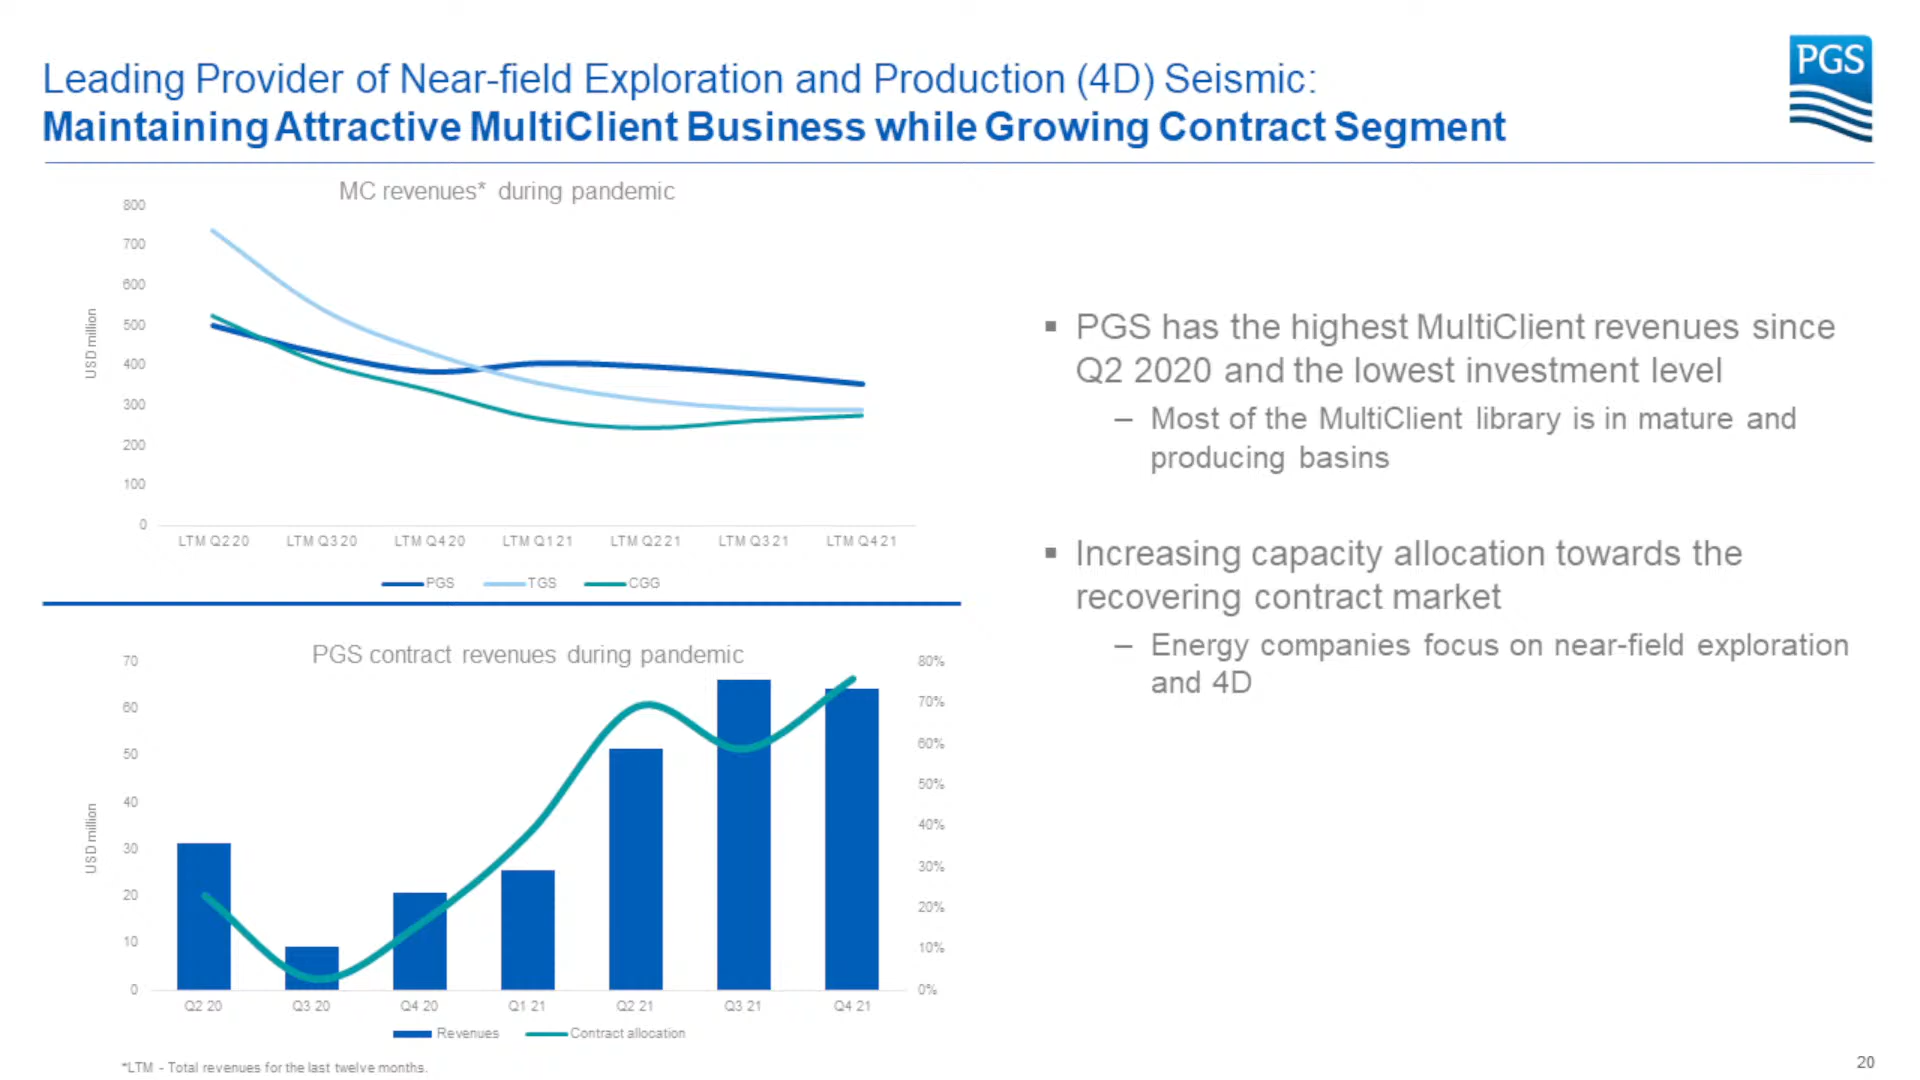 Leading Provider of Near-field Exploration and Production (4D) Seismic:
Maintaining Attractive MultiClient Business while Growing Contract Segment
PGS
MC revenues* during pandemic
800
700
600
500
400
300
200
100
0
USD million
LTM Q2 20 LTM Q3 20 LTM Q4 20 LTM Q1 21 LTM Q2 21 LTM Q3 21 LTM Q4 21
PGS TGS CGG
PGS contract revenues during pandemic
70
60
50
40
30
20
10
0
USD million
80%
70%
60%
50%
40%
30%
20%
10%
0%
Q2 20 Q3 20 Q4 20 Q1 21 Q2 21 Q3 21 Q4 21
Revenues Contract allocation
*LTM - Total revenues for the last twelve months.
▪ PGS has the highest MultiClient revenues since
Q2 2020 and the lowest investment level
– Most of the MultiClient library is in mature and
producing basins
▪ Increasing capacity allocation towards the
recovering contract market
– Energy companies focus on near-field exploration
and 4D
20